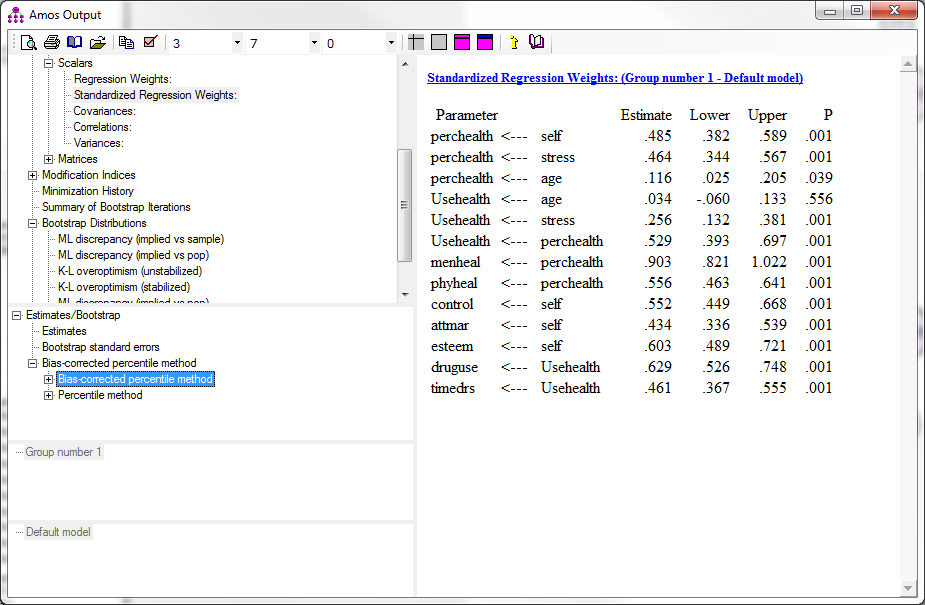 Amos Output
3 7 0
Scalars
Regression Weights:
Standardized Regression Weights:
Covariances:
Correlations:
Variances:
Matrices
Modification Indices
Minimization History
Summary of Bootstrap Iterations
Bootstrap Distributions
ML discrepancy (implied vs sample)
ML discrepancy (implied vs pop)
K-L overoptimism (unstabilized)
K-L overoptimism (stabilized)
ML discrepancy (implied vs pop)
Estimates/Bootstrap
Estimates
Bootstrap standard errors
Bias-corrected percentile method
Bias-corrected percentile method
Percentile method
Group number 1
Default model
Standardized Regression Weights: (Group number 1 - Default model)
Parameter Estimate Lower Upper P
perchealth <--- self .485 .382 .589 .001
perchealth <--- stress .464 .344 .567 .001
perchealth <--- age .116 .025 .205 .039
Usehealth <--- age .034 -.060 .133 .556
Usehealth <--- stress .256 .132 .381 .001
Usehealth <--- perchealth .529 .393 .697 .001
menheal <--- perchealth .903 .821 1.022 .001
phyheal <--- perchealth .556 .463 .641 .001
control <--- self .552 .449 .668 .001
attmar <--- self .434 .336 .539 .001
esteem <--- self .603 .489 .721 .001
druguse <--- Usehealth .629 .526 .748 .001
timedrs <--- Usehealth .461 .367 .555 .001